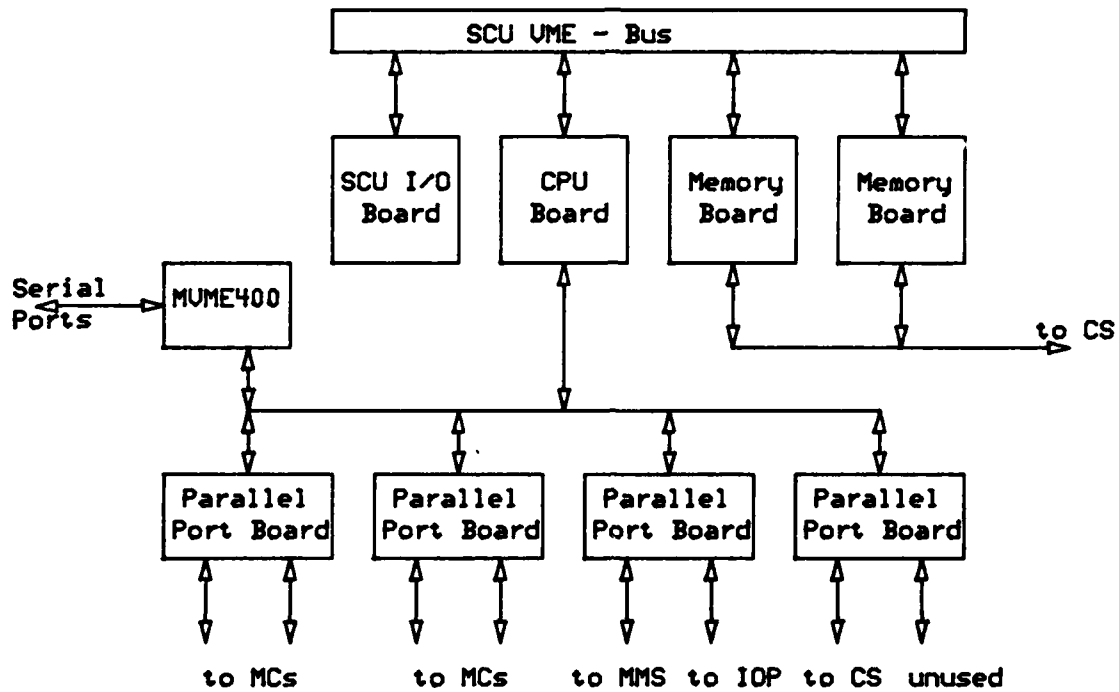 SCU VME - Bus
SCU I/O
Board
CPU
Board
Memory
Board
Memory
Board
Serial
Ports
MVME400
to CS
Parallel
Port Board
Parallel
Port Board
Parallel
Port Board
Parallel
Port Board
to MCs
to MCs
to MMS
to IOP
to CS
unused